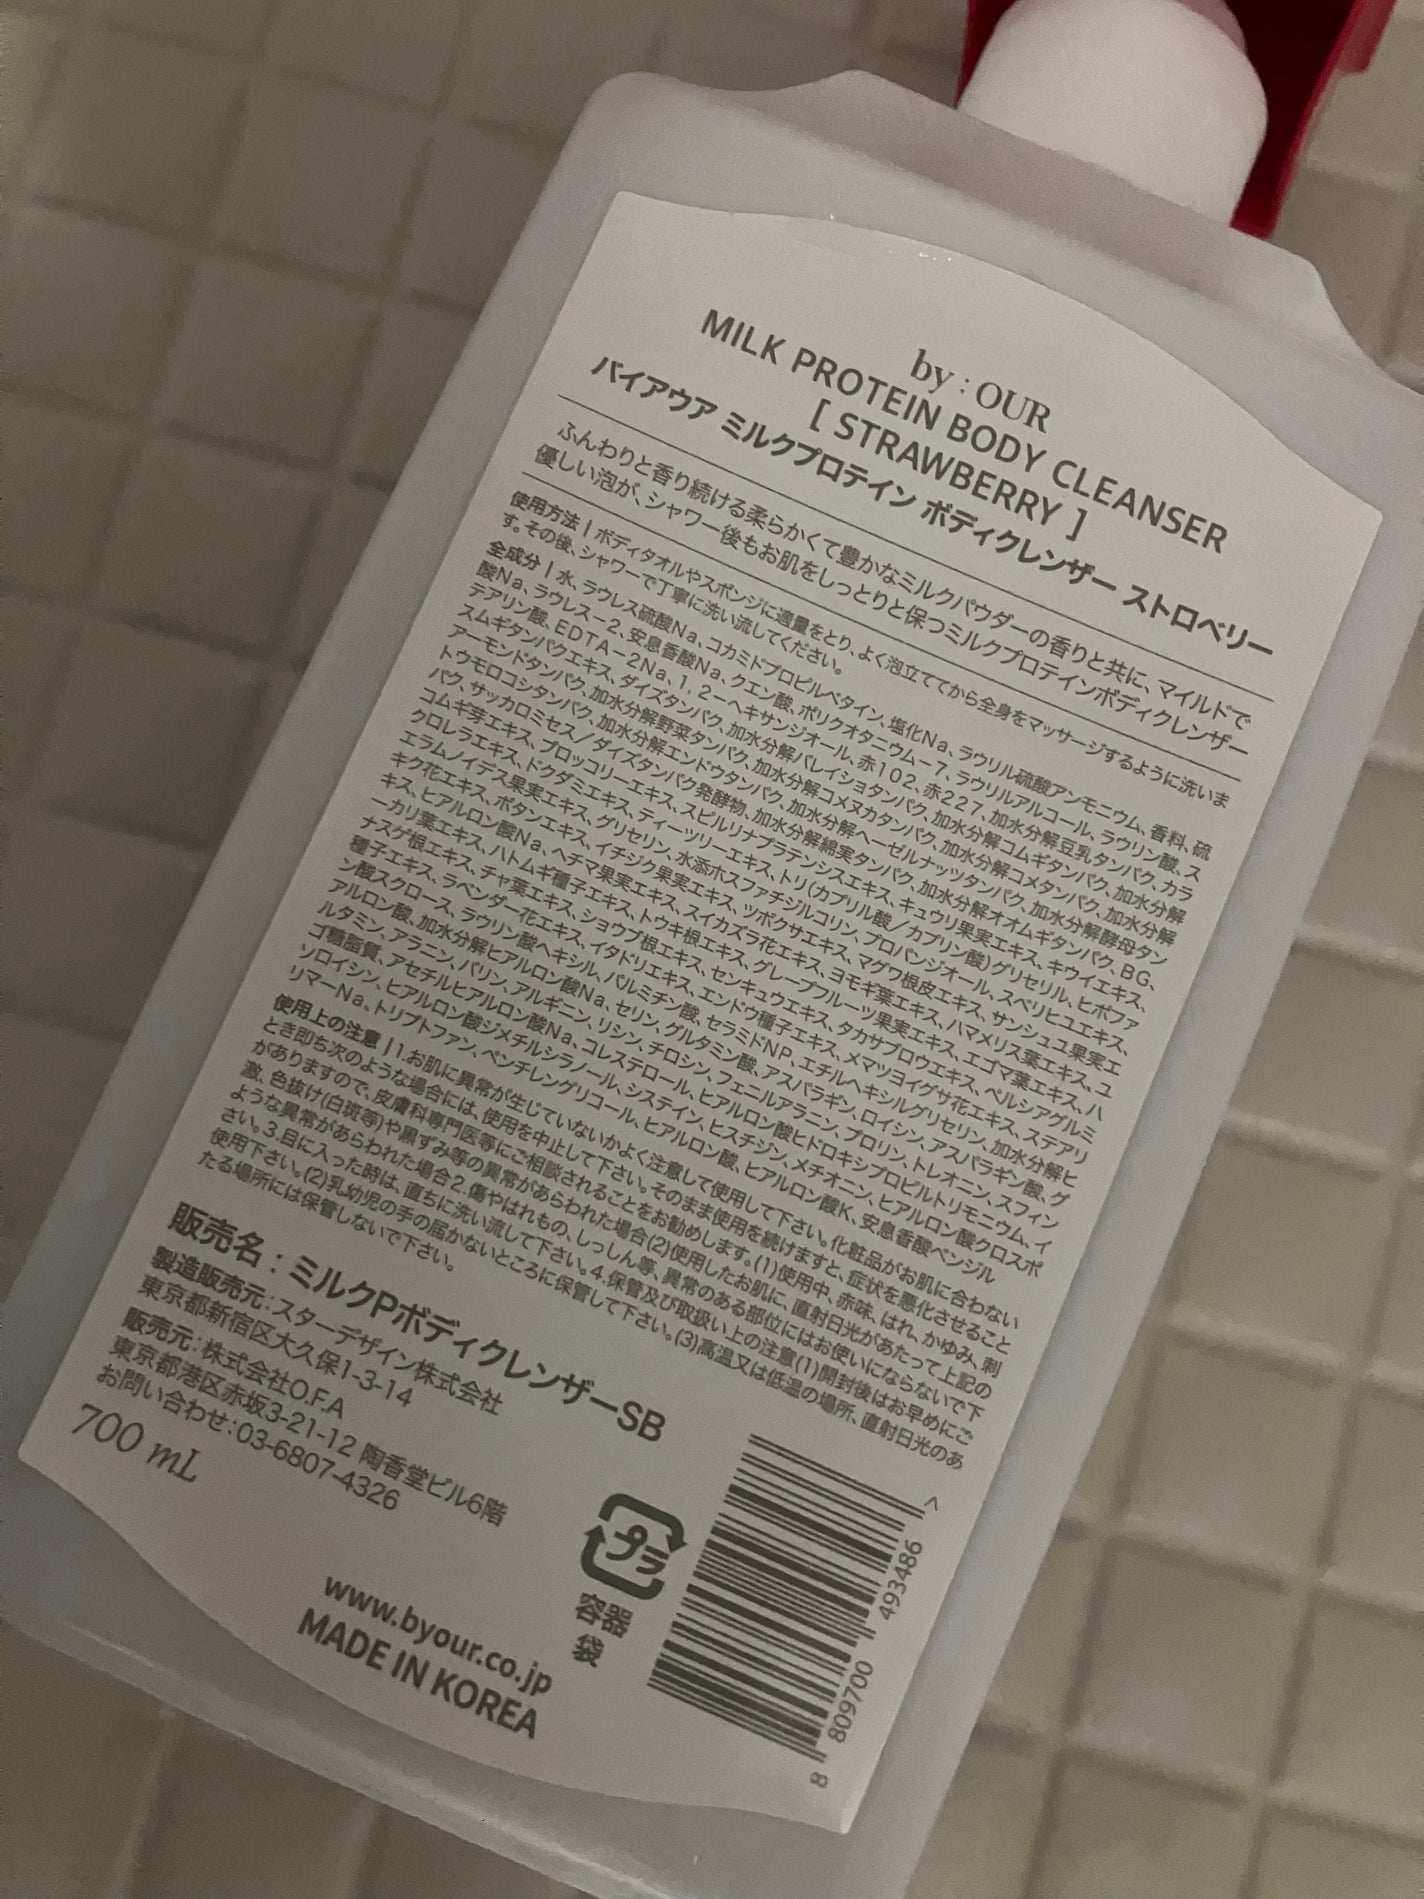 by : OUR
MILK PROTEIN BODY CLEANSER
[ STRAWBERRY ]
バイアウア ミルクプロテイン ボディクレンザー ストロベリー
ふんわりと香り続ける柔らかくて豊かなミルクパウダーの香りと共に、マイルドで
優しい泡が、シャワー後もお肌をしっとりと保つミルクプロテインボディクレンザー
使用方法 | ボディタオルやスポンジに適量をとり、よく泡立ててから全身をマッサージするように洗いま
す。その後、シャワーで丁寧に洗い流してください。
全成分 | 水、ラウレス硫酸Na、コカミドプロピルベタイン、塩化Na、ラウリル硫酸アンモニウム、香料、硫
酸Na、ラウレス－2、安息香酸Na、クエン酸、ポリクオタニウム－7、ラウリルアルコール、ラウリン酸、ス
テアリン酸、EDTA－2Na、1,2－ヘキサンジオール、赤102、赤227、加水分解豆乳タンパク、カラ
スムギタンパクエキス、ダイズタンパク、加水分解バレイショタンパク、加水分解コムギタンパク、加水分解
アーモンドタンパク、加水分解野菜タンパク、加水分解コメヌカタンパク、加水分解コメタンパク、加水分解
トウモロコシタンパク、加水分解エンドウタンパク、加水分解ヘーゼルナッツタンパク、加水分解酵母タン
パク、サッカロミセス／ダイズタンパク発酵物、加水分解綿実タンパク、加水分解オオムギタンパク、BG、
コムギ芽エキス、ブロッコリーエキス、スピルリナプラテンシスエキス、キュウリ果実エキス、キウイエキス、
クロレラエキス、ドクダミエキス、ティーツリーエキス、トリ(カプリル酸／カプリン酸)グリセリル、ヒポファ
エラムノイデス果実エキス、グリセリン、水添ホスファチジルコリン、プロパンジオール、スベリヒユエキス、
キク花エキス、ボタンエキス、イチジク果実エキス、ツボクサエキス、マグワ根皮エキス、サンシュユ果実エ
キス、ヒアルロン酸Na、ヘチマ果実エキス、スイカズラ花エキス、ヨモギ葉エキス、ハマメリス葉エキス、ユ
ーカリ葉エキス、ハトムギ種子エキス、トウキ根エキス、グレープフルーツ果実エキス、エゴマ葉エキス、ハ
ナスゲ根エキス、チャ葉エキス、ショウブ根エキス、センキュウエキス、タカサブロウエキス、ペルシアグルミ
種子エキス、ラベンダー花エキス、イタドリエキス、エンドウ種子エキス、メマツヨイグサ花エキス、ステアリ
ン酸スクロース、ラウリン酸ヘキシル、パルミチン酸、セラミドNP、エチルヘキシルグリセリン、加水分解ヒ
アルロン酸、加水分解ヒアルロン酸Na、セリン、グルタミン酸、アスパラギン、ロイシン、アスパラギン酸、グ
ルタミン、アラニン、バリン、アルギニン、リシン、チロシン、フェニルアラニン、プロリン、トレオニン、スフィン
ゴ糖脂質、アセチルヒアルロン酸Na、コレステロール、ヒアルロン酸ヒドロキシプロピルトリモニウム、イ
ソロイシン、ヒアルロン酸ジメチルシラノール、システイン、ヒスチジン、メチオニン、ヒアルロン酸クロスポ
リマーNa、トリプトファン、ペンチレングリコール、ヒアルロン酸、ヒアルロン酸K、安息香酸ベンジル
使用上の注意 | 1.お肌に異常が生じていないかよく注意して使用して下さい。化粧品がお肌に合わない
とき即ち次のような場合には、使用を中止して下さい。そのまま使用を続けますと、症状を悪化させること
がありますので、皮膚科専門医等にご相談されることをお勧めします。(1)使用中、赤味、はれ、かゆみ、刺
激、色抜け(白斑等)や黒ずみ等の異常があらわれた場合(2)使用したお肌に、直射日光があたって上記の
ような異常があらわれた場合2.傷やはれもの、しっしん等、異常のある部位にはお使いにならないで下
さい。3.目に入った時は、直ちに洗い流して下さい。4.保管及び取扱い上の注意(1)開封後はお早めにご
使用下さい。(2)乳幼児の手の届かないところに保管して下さい。(3)高温又は低温の場所、直射日光のあ
たる場所には保管しないで下さい。
販売名：ミルクPボディクレンザーSB
製造販売元：スターデザイン株式会社
東京都新宿区大久保1-3-14
販売元：株式会社O.F.A
東京都港区赤坂3-21-12 陶香堂ビル6階
お問い合わせ：03-6807-4326
700 mL
プラ
容器
袋
8 809700 493486 >
www.byour.co.jp
MADE IN KOREA